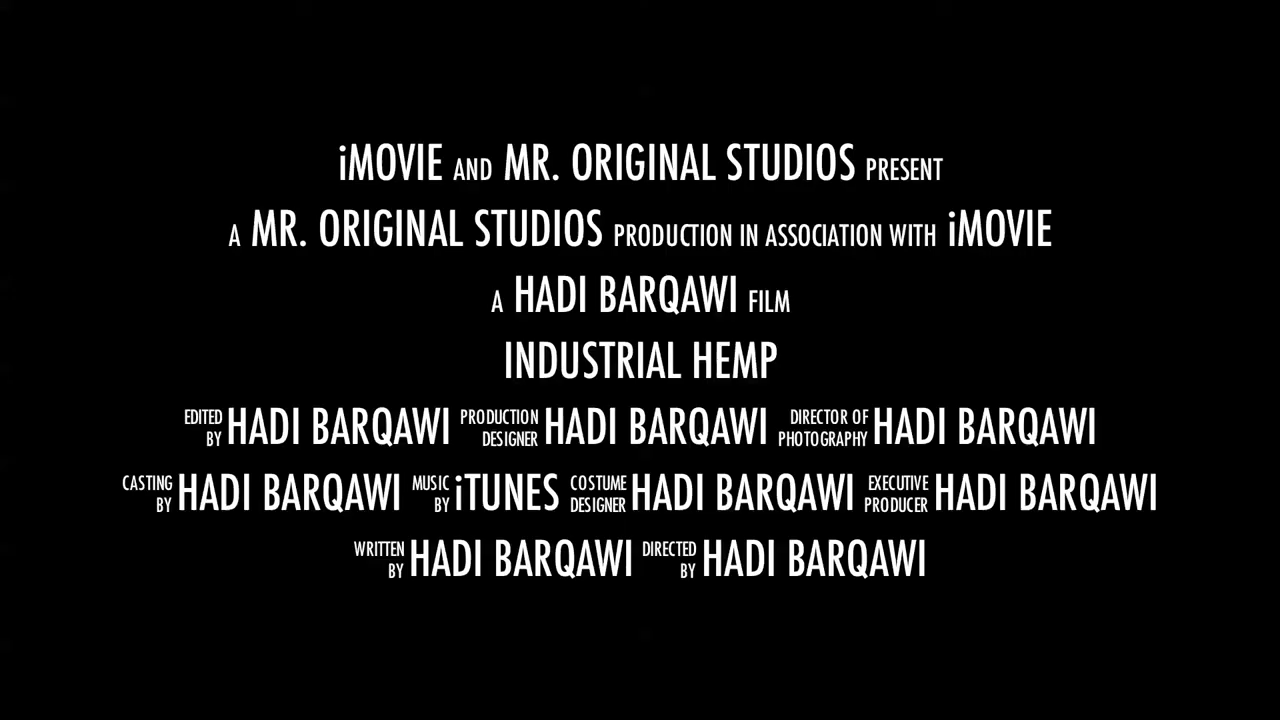 iMOVIE AND MR. ORIGINAL STUDIOS PRESENT
A MR. ORIGINAL STUDIOS PRODUCTION IN ASSOCIATION WITH iMOVIE
A HADI BARQAWI FILM
INDUSTRIAL HEMP
EDITED BY HADI BARQAWI PRODUCTION DESIGNER HADI BARQAWI DIRECTOR OF PHOTOGRAPHY HADI BARQAWI
CASTING BY HADI BARQAWI MUSIC BY iTUNES COSTUME DESIGNER HADI BARQAWI EXECUTIVE PRODUCER HADI BARQAWI
WRITTEN BY HADI BARQAWI DIRECTED BY HADI BARQAWI